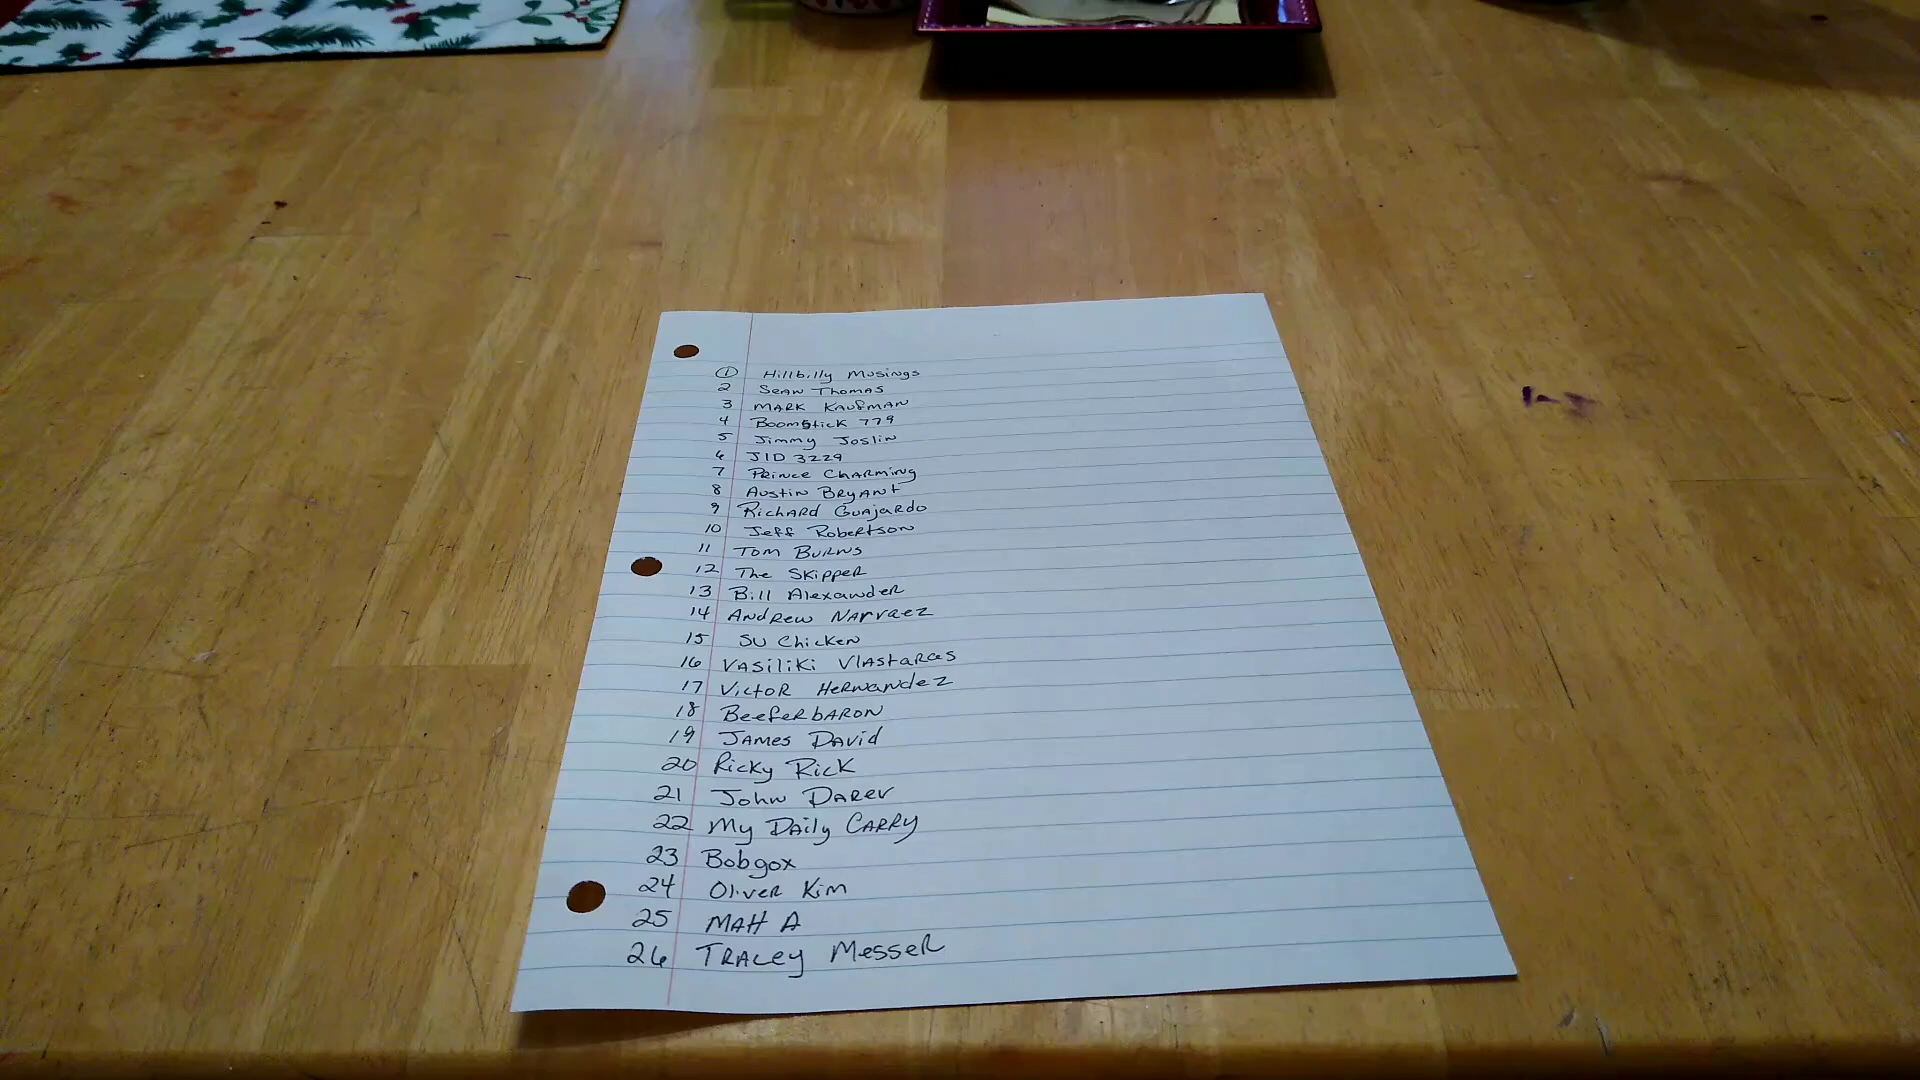 1 Hillbilly Musings
2 Sean Thomas
3 Mark Kaufman
4 Boomstick 779
5 Jimmy Joslin
6 JID 3229
7 Prince Charming
8 Austin Bryant
9 Richard Guajardo
10 Jeff Robertson
11 Tom Burns
12 The Skipper
13 Bill Alexander
14 Andrew Narvaez
15 SU Chicken
16 Vasiliki Vlastaras
17 Victor Hernandez
18 Beeferbaron
19 James David
20 Ricky Rick
21 John Darev
22 My Daily Carry
23 Bobgox
24 Oliver Kim
25 Matt A
26 Tracey Messer